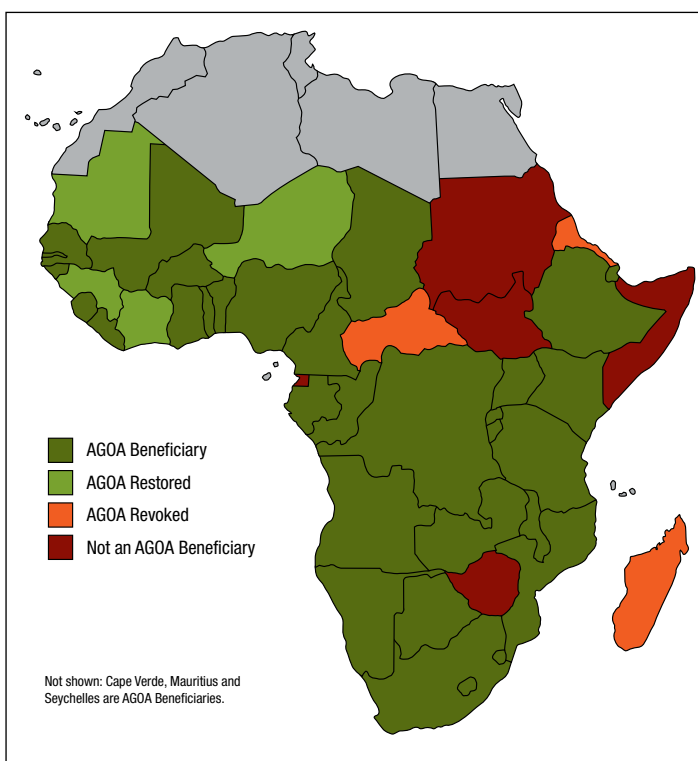 AGOA Beneficiary
AGOA Restored
AGOA Revoked
Not an AGOA Beneficiary
Not shown: Cape Verde, Mauritius and
Seychelles are AGOA Beneficiaries.